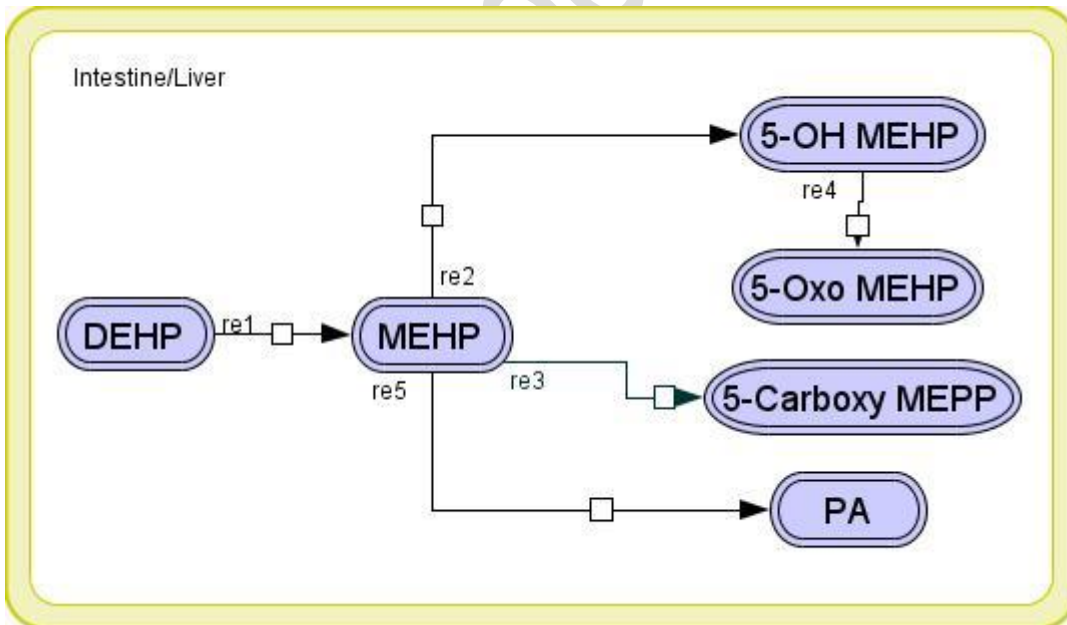 Intestine/Liver
5-OH MEHP
re4
re2
5-Oxo MEHP
DEHP
re1
MEHP
re5
re3
5-Carboxy MEPP
PA